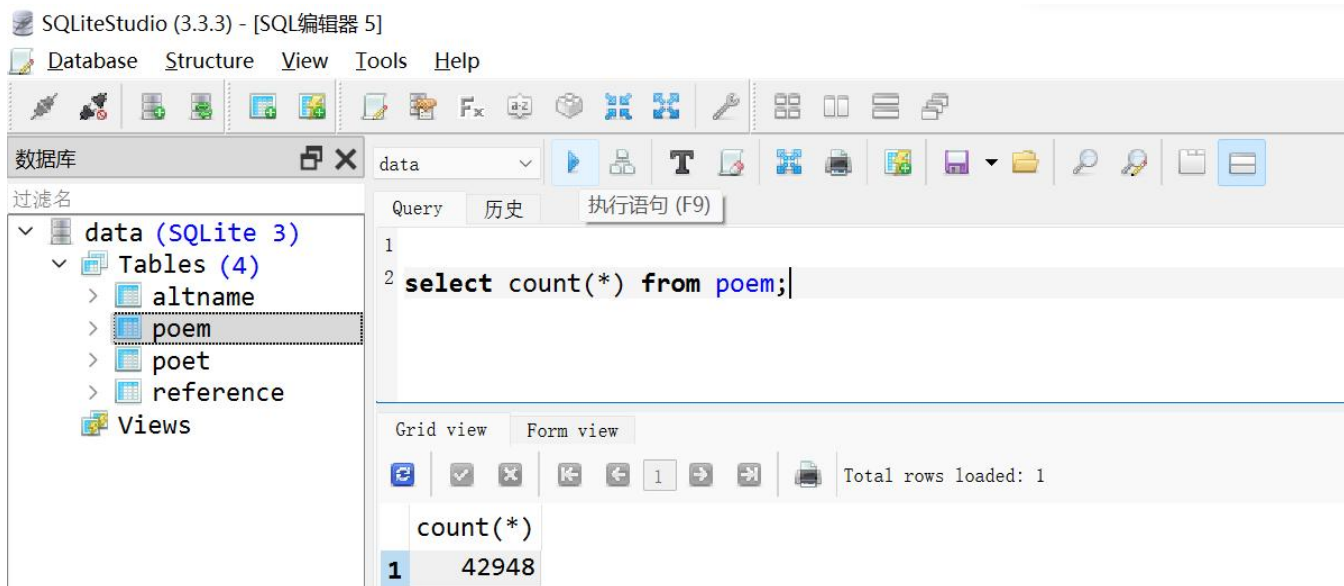 SQLiteStudio (3.3.3) - [SQL编辑器 5]
Database Structure View Tools Help
数据库
过滤名
data (SQLite 3)
Tables (4)
altname
poem
poet
reference
Views
data
Query 历史 执行语句 (F9)
1
2 select count(*) from poem;
Grid view Form view
1 Total rows loaded: 1
count(*)
1 42948